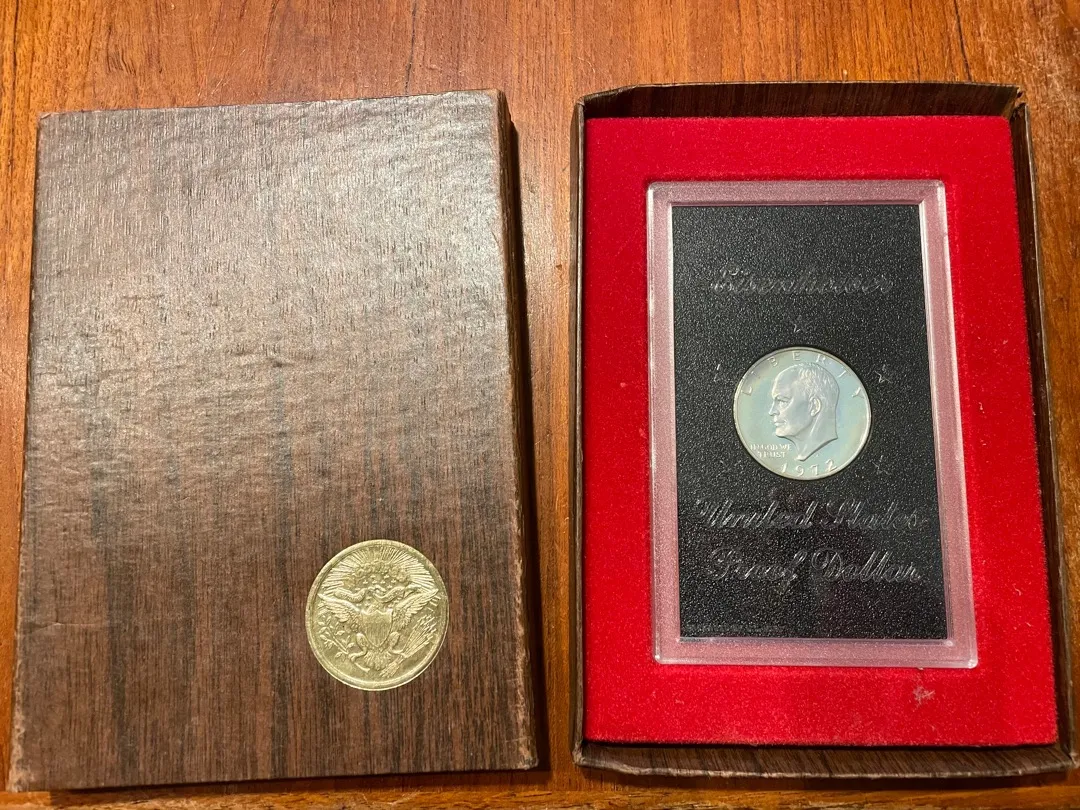 Eisenhower
LIBERTY
IN GOD WE
TRUST
1972
United States
Proof Dollar